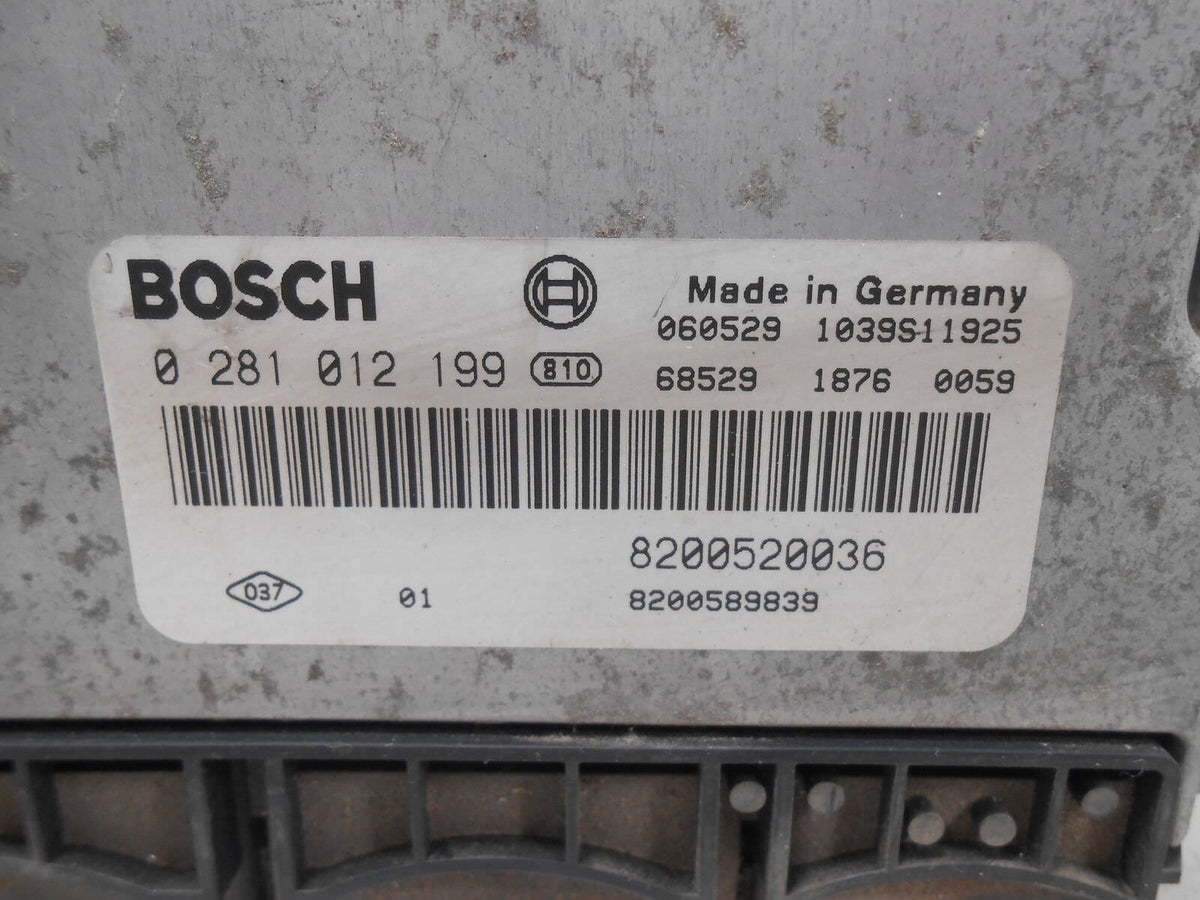 BOSCH
Made in Germany
060529 1039S11925
0 281 012 199 810
68529 1876 0059
8200520036
037 01 8200589839